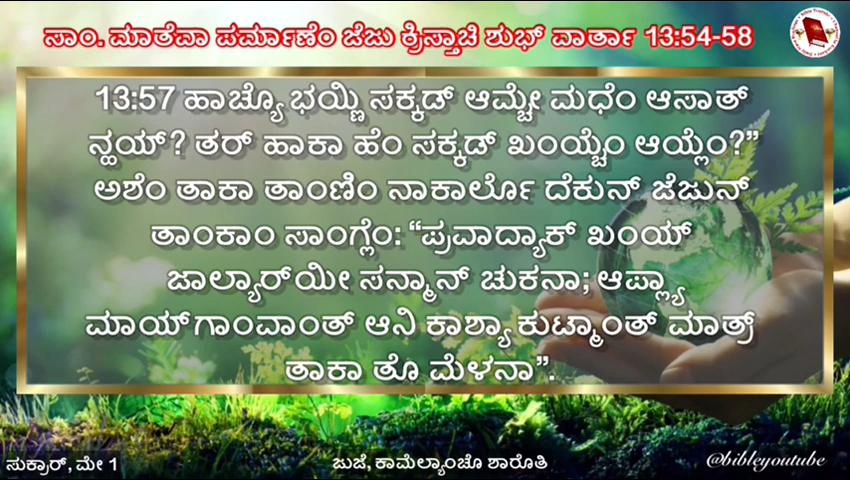 ಸಾಂ. ಮಾತೆವಾ ಪರ್ಮಾಣೆಂ ಜೆಜು ಕ್ರಿಸ್ತಾಚಿ ಶುಭ್ ವಾರ್ತಾ 13:54-58
13:57 ಹಾಚ್ಯೊ ಭಯ್ಣಿ ಸಕ್ಕಡ್ ಆಮ್ಚೇ ಮಧೆಂ ಆಸಾತ್
ನ್ಹಯ್? ತರ್ ಹಾಕಾ ಹೆಂ ಸಕ್ಕಡ್ ಖಂಯ್ಚೆಂ ಆಯ್ಲೆಂ?”
ಅಶೆಂ ತಾಕಾ ತಾಂಣಿಂ ನಾಕಾರ್ಲೊ ದೆಕುನ್ ಜೆಜುನ್
ತಾಂಕಾಂ ಸಾಂಗ್ಲೆಂ: “ಪ್ರವಾದ್ಯಾಕ್ ಖಂಯ್
ಜಾಲ್ಯಾರ್‌ಯೀ ಸನ್ಮಾನ್ ಚುಕನಾ; ಆಪ್ಲ್ಯಾ
ಮಾಯ್‌ಗಾಂವಾಂತ್ ಆನಿ ಕಾಶ್ಯಾ ಕುಟ್ಮಾಂತ್ ಮಾತ್ರ್
ತಾಕಾ ತೊ ಮೆಳನಾ”.
ಸುಕ್ರಾರ್, ಮೇ 1
ಜುಜೆ, ಕಾಮೆಲ್ಯಾಂಚೊ ಶಾರೊತಿ
@bibleyoutube